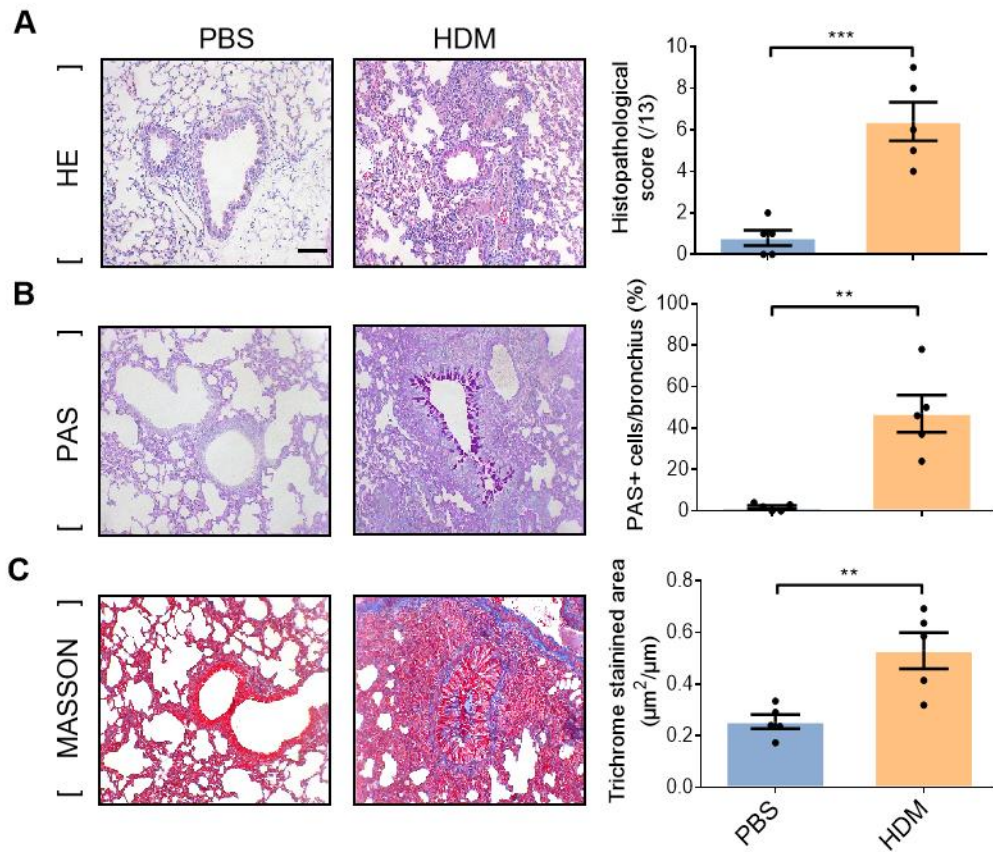 A
PBS
HDM
[ HE ]
Histopathological
score (/13)
10
8
6
4
2
0
***
B
[ PAS ]
PAS+ cells/bronchius (%)
100
80
60
40
20
0
**
C
[ MASSON ]
Trichrome stainined area
(µm²/µm)
0.8
0.6
0.4
0.2
0.0
**
PBS
HDM